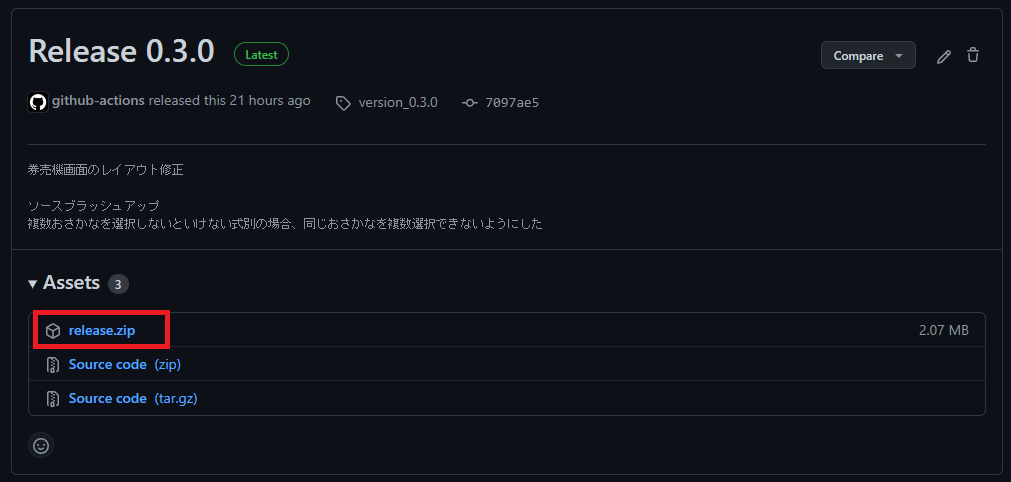 Release 0.3.0 Latest Compare
github-actions released this 21 hours ago version_0.3.0 7097ae5
券売機画面のレイアウト修正
ソースブラッシュアップ
複数おさかなを選択しないといけない式別の場合、同じおさかなを複数選択できないようにした
Assets 3
release.zip 2.07 MB
Source code (zip)
Source code (tar.gz)